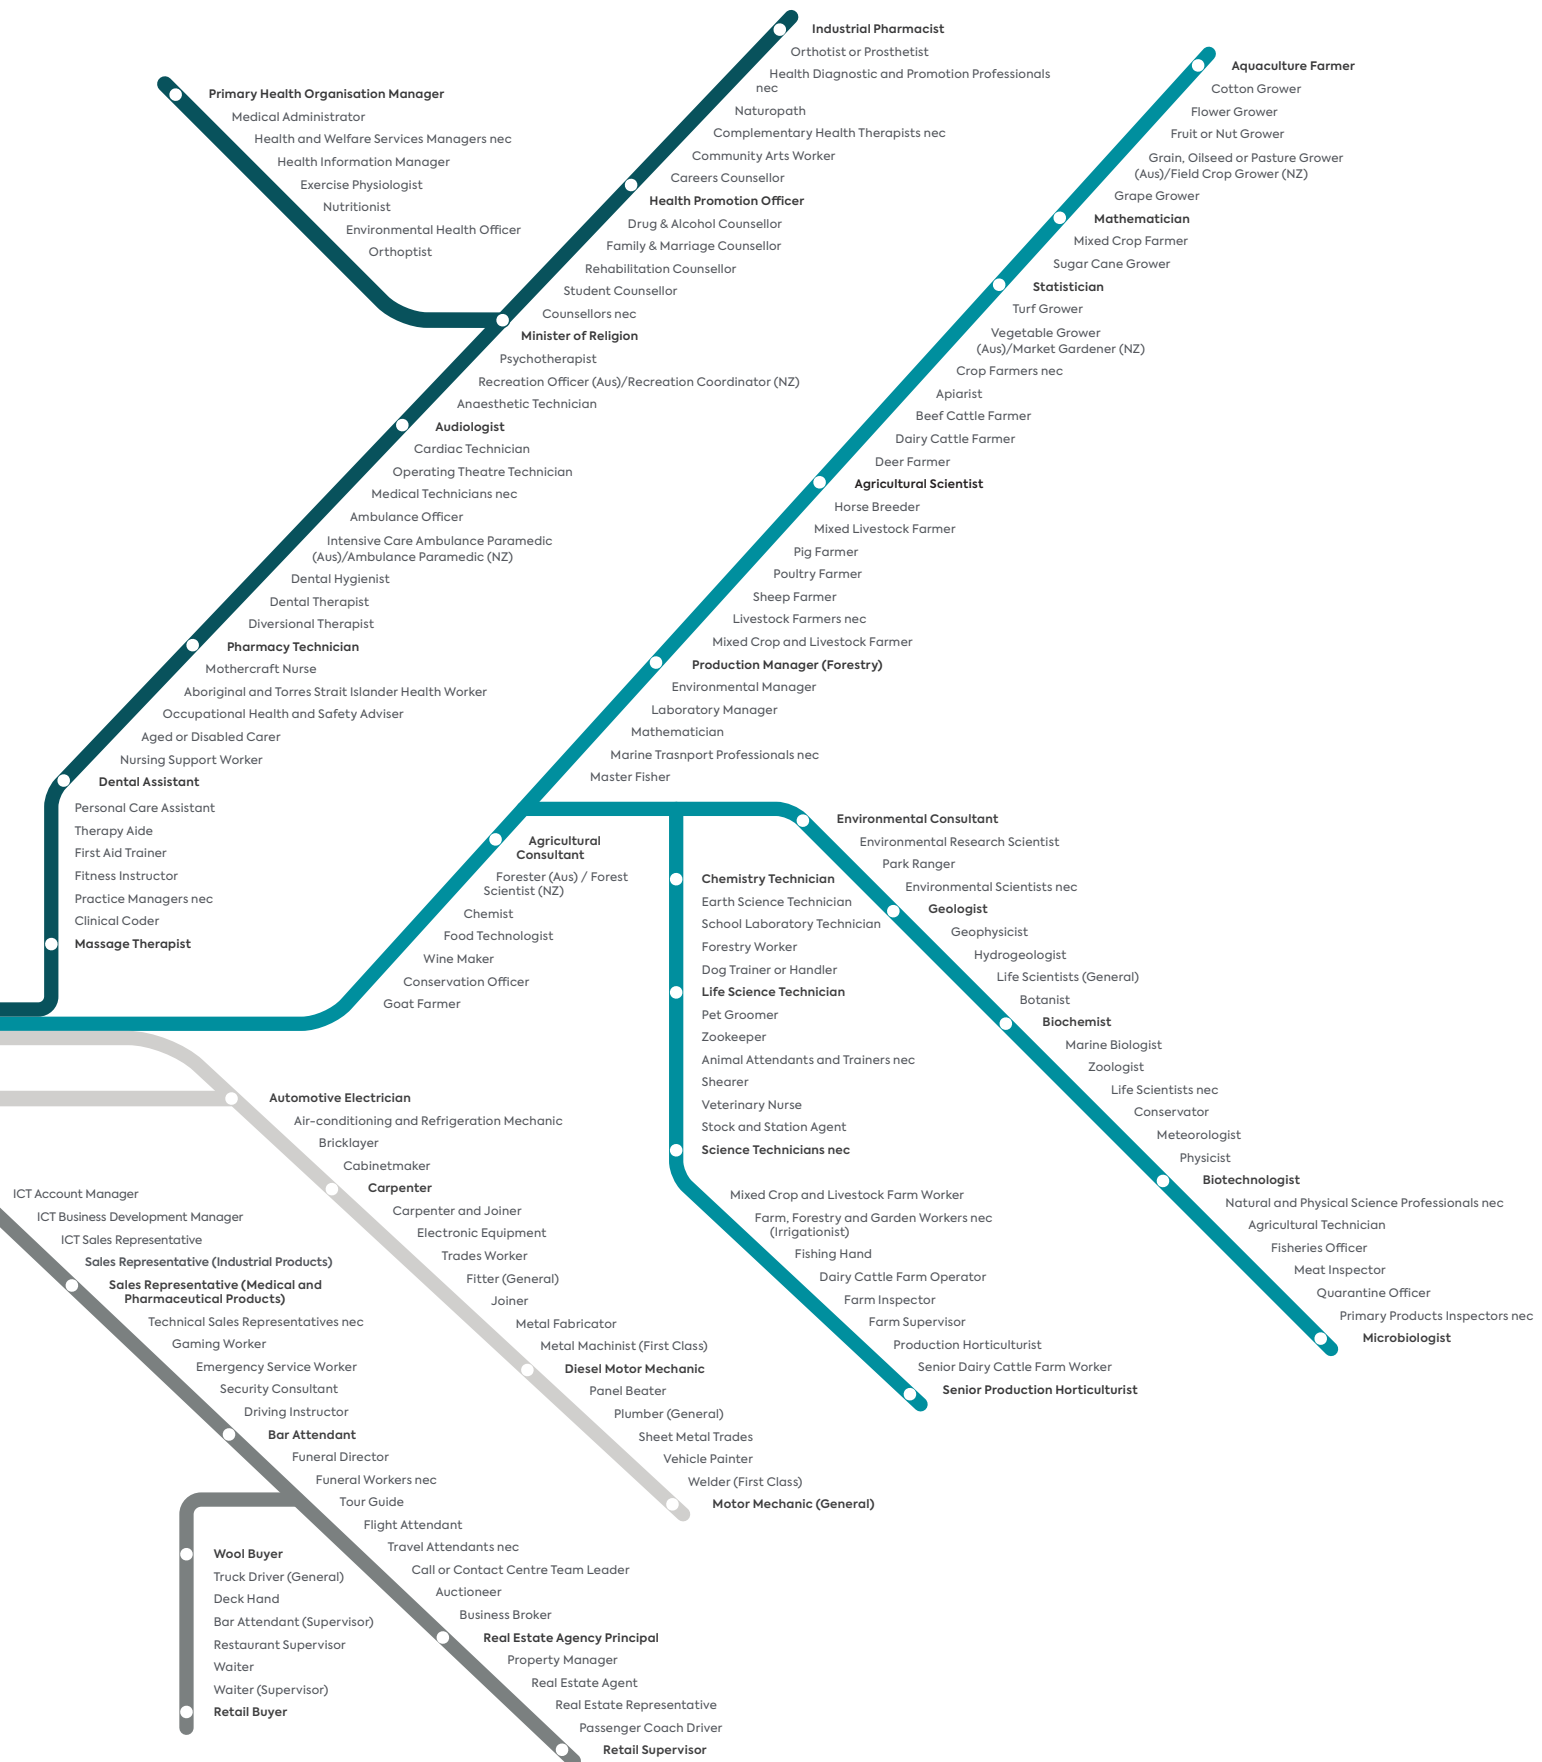 Primary Health Organisation Manager
Medical Administrator
Health and Welfare Services Managers nec
Health Information Manager
Exercise Physiologist
Nutritionist
Environmental Health Officer
Orthoptist
Industrial Pharmacist
Orthotist or Prosthetist
Health Diagnostic and Promotion Professionals
nec
Naturopath
Complementary Health Therapists nec
Community Arts Worker
Careers Counsellor
Health Promotion Officer
Drug & Alcohol Counsellor
Family & Marriage Counsellor
Rehabilitation Counsellor
Student Counsellor
Counsellors nec
Minister of Religion
Psychotherapist
Recreation Officer (Aus)/Recreation Coordinator (NZ)
Anaesthetic Technician
Audiologist
Cardiac Technician
Operating Theatre Technician
Medical Technicians nec
Ambulance Officer
Intensive Care Ambulance Paramedic
(Aus)/Ambulance Paramedic (NZ)
Dental Hygienist
Dental Therapist
Diversional Therapist
Pharmacy Technician
Mothercraft Nurse
Aboriginal and Torres Strait Islander Health Worker
Occupational Health and Safety Adviser
Aged or Disabled Carer
Nursing Support Worker
Dental Assistant
Personal Care Assistant
Therapy Aide
First Aid Trainer
Fitness Instructor
Practice Managers nec
Clinical Coder
Massage Therapist
Aquaculture Farmer
Cotton Grower
Flower Grower
Fruit or Nut Grower
Grain, Oilseed or Pasture Grower
(Aus)/Field Crop Grower (NZ)
Grape Grower
Mathematician
Mixed Crop Farmer
Sugar Cane Grower
Statistician
Turf Grower
Vegetable Grower
(Aus)/Market Gardener (NZ)
Crop Farmers nec
Apiarist
Beef Cattle Farmer
Dairy Cattle Farmer
Deer Farmer
Agricultural Scientist
Horse Breeder
Mixed Livestock Farmer
Pig Farmer
Poultry Farmer
Sheep Farmer
Livestock Farmers nec
Mixed Crop and Livestock Farmer
Production Manager (Forestry)
Environmental Manager
Laboratory Manager
Mathematician
Marine Trasnport Professionals nec
Master Fisher
Agricultural
Consultant
Forester (Aus) / Forest
Scientist (NZ)
Chemist
Food Technologist
Wine Maker
Conservation Officer
Goat Farmer
Chemistry Technician
Earth Science Technician
School Laboratory Technician
Forestry Worker
Dog Trainer or Handler
Life Science Technician
Pet Groomer
Zookeeper
Animal Attendants and Trainers nec
Shearer
Veterinary Nurse
Stock and Station Agent
Science Technicians nec
Mixed Crop and Livestock Farm Worker
Farm, Forestry and Garden Workers nec
(Irrigationist)
Fishing Hand
Dairy Cattle Farm Operator
Farm Inspector
Farm Supervisor
Production Horticulturist
Senior Dairy Cattle Farm Worker
Senior Production Horticulturist
Environmental Consultant
Environmental Research Scientist
Park Ranger
Environmental Scientists nec
Geologist
Geophysicist
Hydrogeologist
Life Scientists (General)
Botanist
Biochemist
Marine Biologist
Zoologist
Life Scientists nec
Conservator
Meteorologist
Physicist
Biotechnologist
Natural and Physical Science Professionals nec
Agricultural Technician
Fisheries Officer
Meat Inspector
Quarantine Officer
Primary Products Inspectors nec
Microbiologist
Automotive Electrician
Air-conditioning and Refrigeration Mechanic
Bricklayer
Cabinetmaker
Carpenter
Carpenter and Joiner
Electronic Equipment
Trades Worker
Fitter (General)
Joiner
Metal Fabricator
Metal Machinist (First Class)
Diesel Motor Mechanic
Panel Beater
Plumber (General)
Sheet Metal Trades
Vehicle Painter
Welder (First Class)
Motor Mechanic (General)
ICT Account Manager
ICT Business Development Manager
ICT Sales Representative
Sales Representative (Industrial Products)
Sales Representative (Medical and
Pharmaceutical Products)
Technical Sales Representatives nec
Gaming Worker
Emergency Service Worker
Security Consultant
Driving Instructor
Bar Attendant
Funeral Director
Funeral Workers nec
Tour Guide
Flight Attendant
Travel Attendants nec
Call or Contact Centre Team Leader
Auctioneer
Business Broker
Real Estate Agency Principal
Property Manager
Real Estate Agent
Real Estate Representative
Passenger Coach Driver
Retail Supervisor
Wool Buyer
Truck Driver (General)
Deck Hand
Bar Attendant (Supervisor)
Restaurant Supervisor
Waiter
Waiter (Supervisor)
Retail Buyer